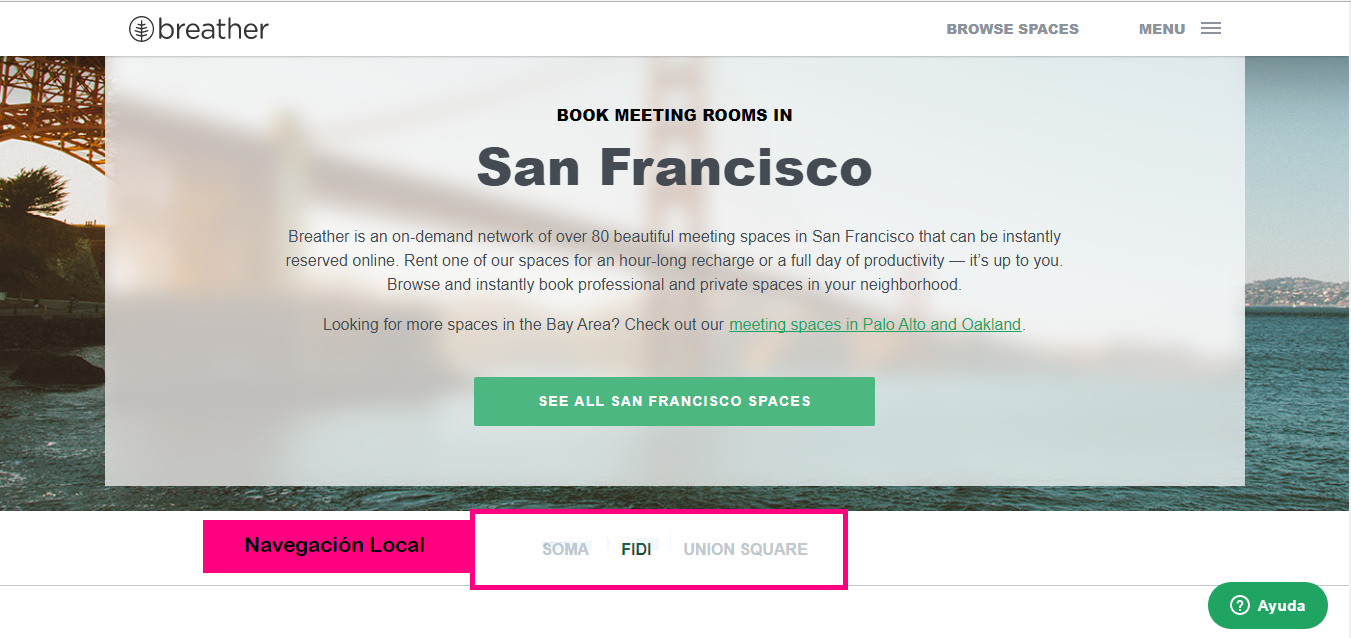 breather
BROWSE SPACES
MENU
BOOK MEETING ROOMS IN
San Francisco
Breather is an on-demand network of over 80 beautiful meeting spaces in San Francisco that can be instantly
reserved online. Rent one of our spaces for an hour-long recharge or a full day of productivity — it’s up to you.
Browse and instantly book professional and private spaces in your neighborhood.
Looking for more spaces in the Bay Area? Check out our meeting spaces in Palo Alto and Oakland.
SEE ALL SAN FRANCISCO SPACES
Navegación Local
SOMA FIDI UNION SQUARE
? Ayuda